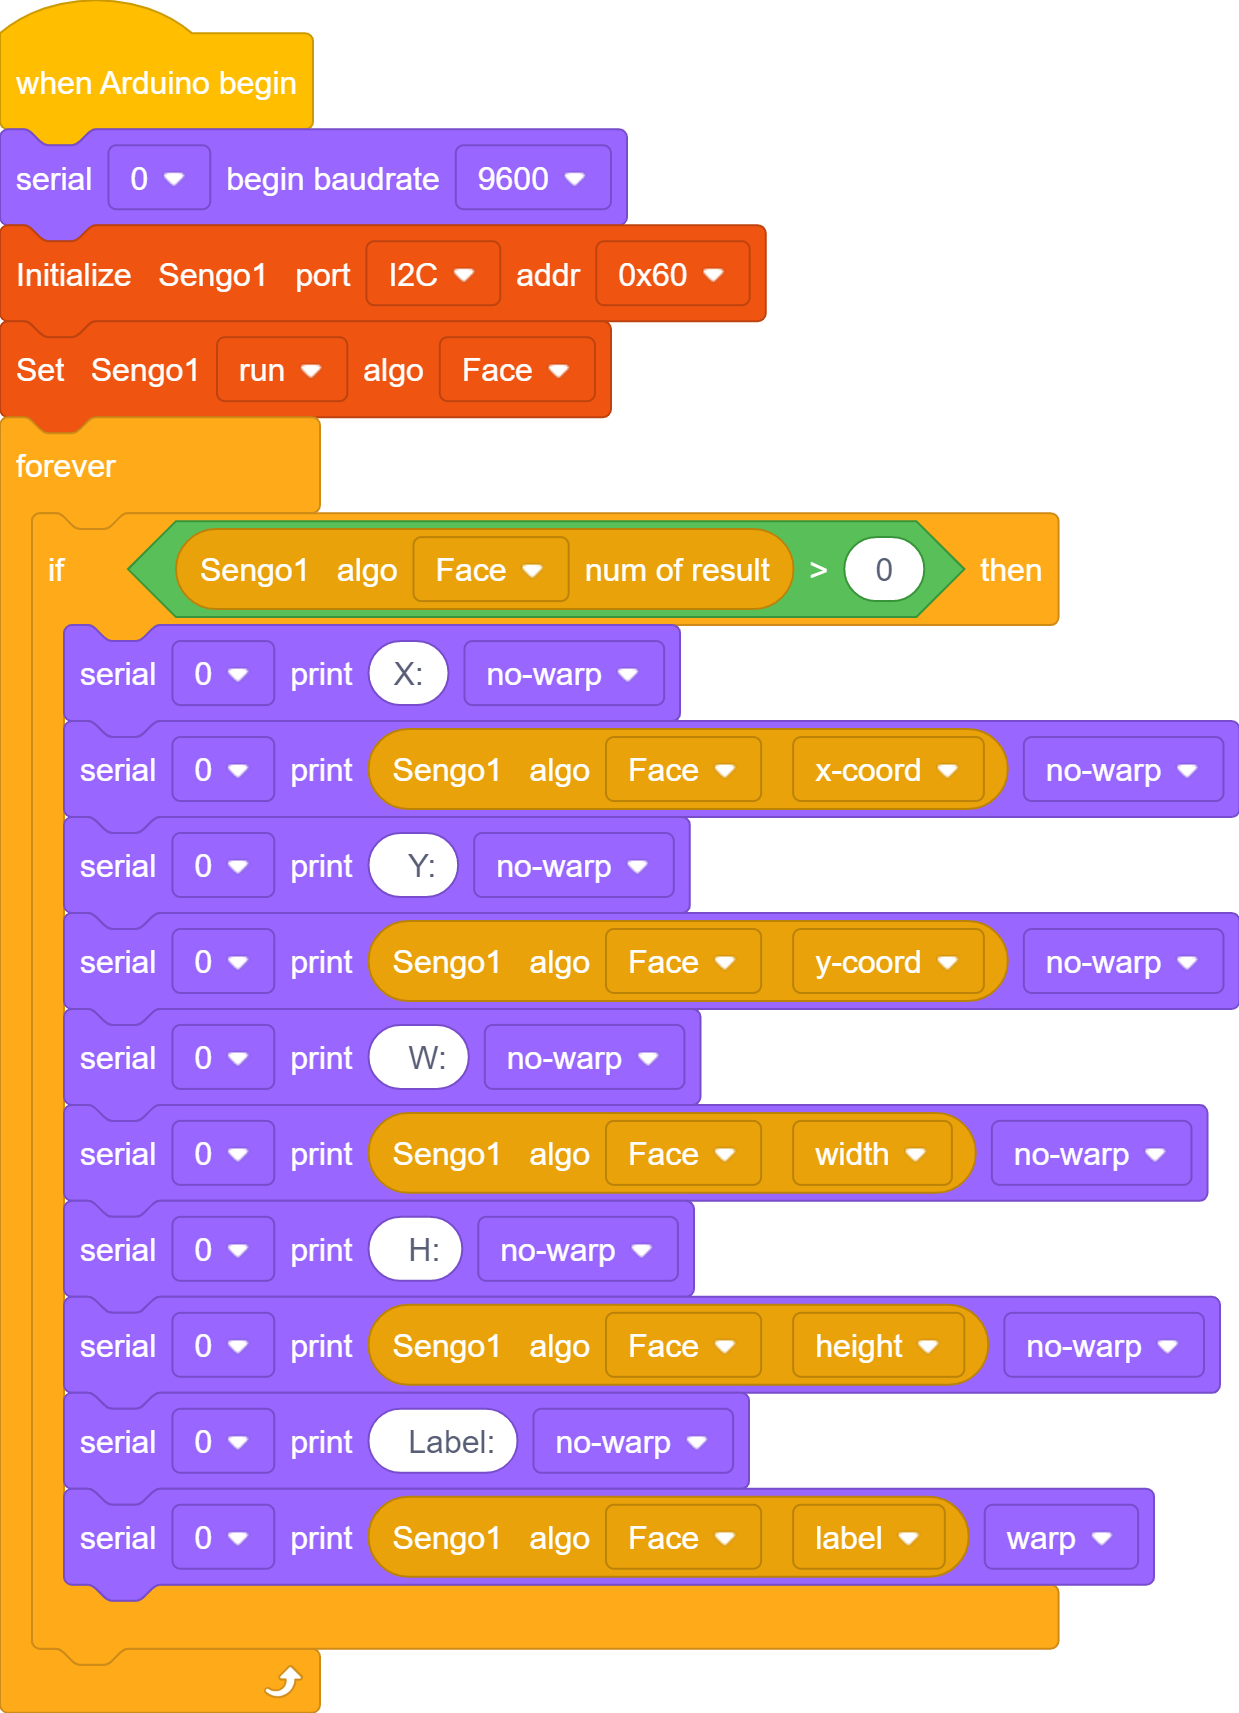 when Arduino begin
serial 0 begin baudrate 9600
Initialize Sengo1 port I2C addr 0x60
Set Sengo1 run algo Face
forever
if Sengo1 algo Face num of result > 0 then
serial 0 print X: no-warp
serial 0 print Sengo1 algo Face x-coord no-warp
serial 0 print Y: no-warp
serial 0 print Sengo1 algo Face y-coord no-warp
serial 0 print W: no-warp
serial 0 print Sengo1 algo Face width no-warp
serial 0 print H: no-warp
serial 0 print Sengo1 algo Face height no-warp
serial 0 print Label: no-warp
serial 0 print Sengo1 algo Face label warp